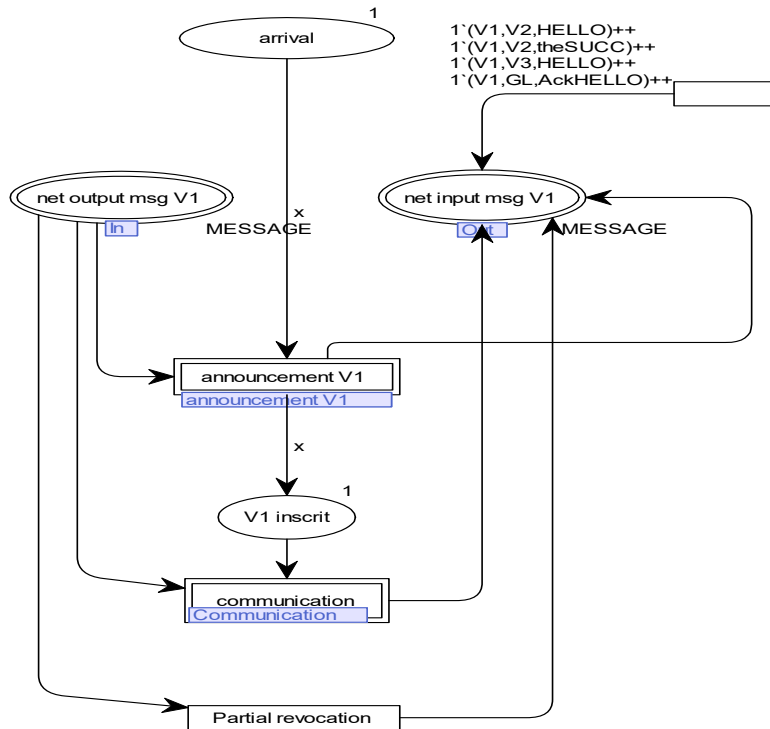 1
arrival
1`(V1,V2,HELLO)++
1`(V1,V2,theSUCC)++
1`(V1,V3,HELLO)++
1`(V1,GL,AckHELLO)++
net output msg V1
In
MESSAGE
x
net input msg V1
Out
MESSAGE
announcement V1
announcement V1
x
1
V1 inscrit
communication
Communication
Partial revocation